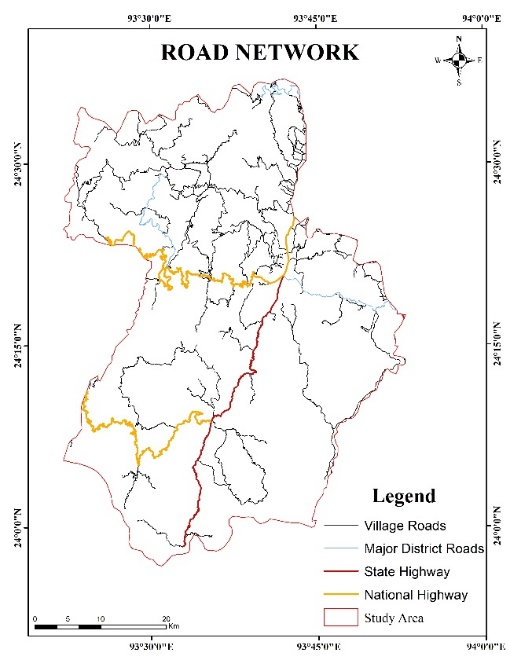 93°30'0"E 93°45'0"E 94°0'0"E
ROAD NETWORK
N
W E
S
24°30'0"N 24°30'0"N
24°15'0"N 24°15'0"N
24°0'0"N 24°0'0"N
Legend
Village Roads
Major District Roads
State Highway
National Highway
Study Area
0 5 10 20
Km
93°30'0"E 93°45'0"E 94°0'0"E